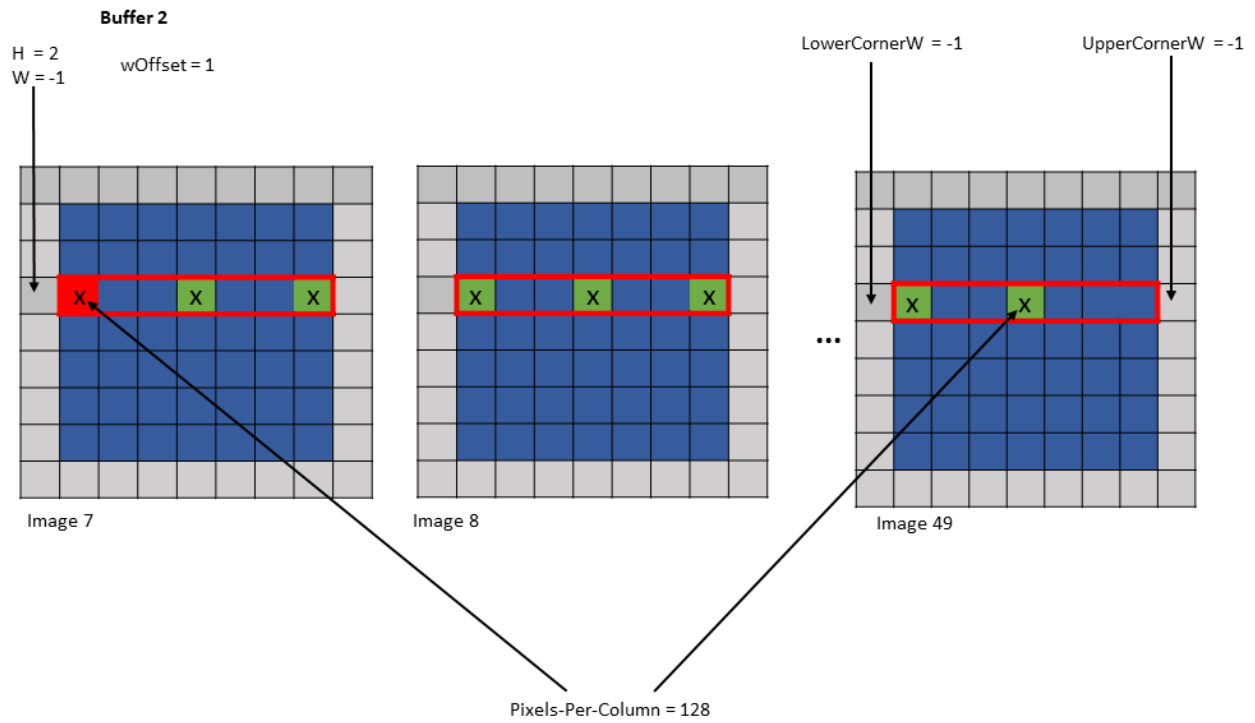 Buffer 2
H = 2
W = -1
wOffset = 1
LowerCornerW = -1
UpperCornerW = -1
X X X
X X X
...
X X
Image 7
Image 8
Image 49
Pixels-Per-Column = 128